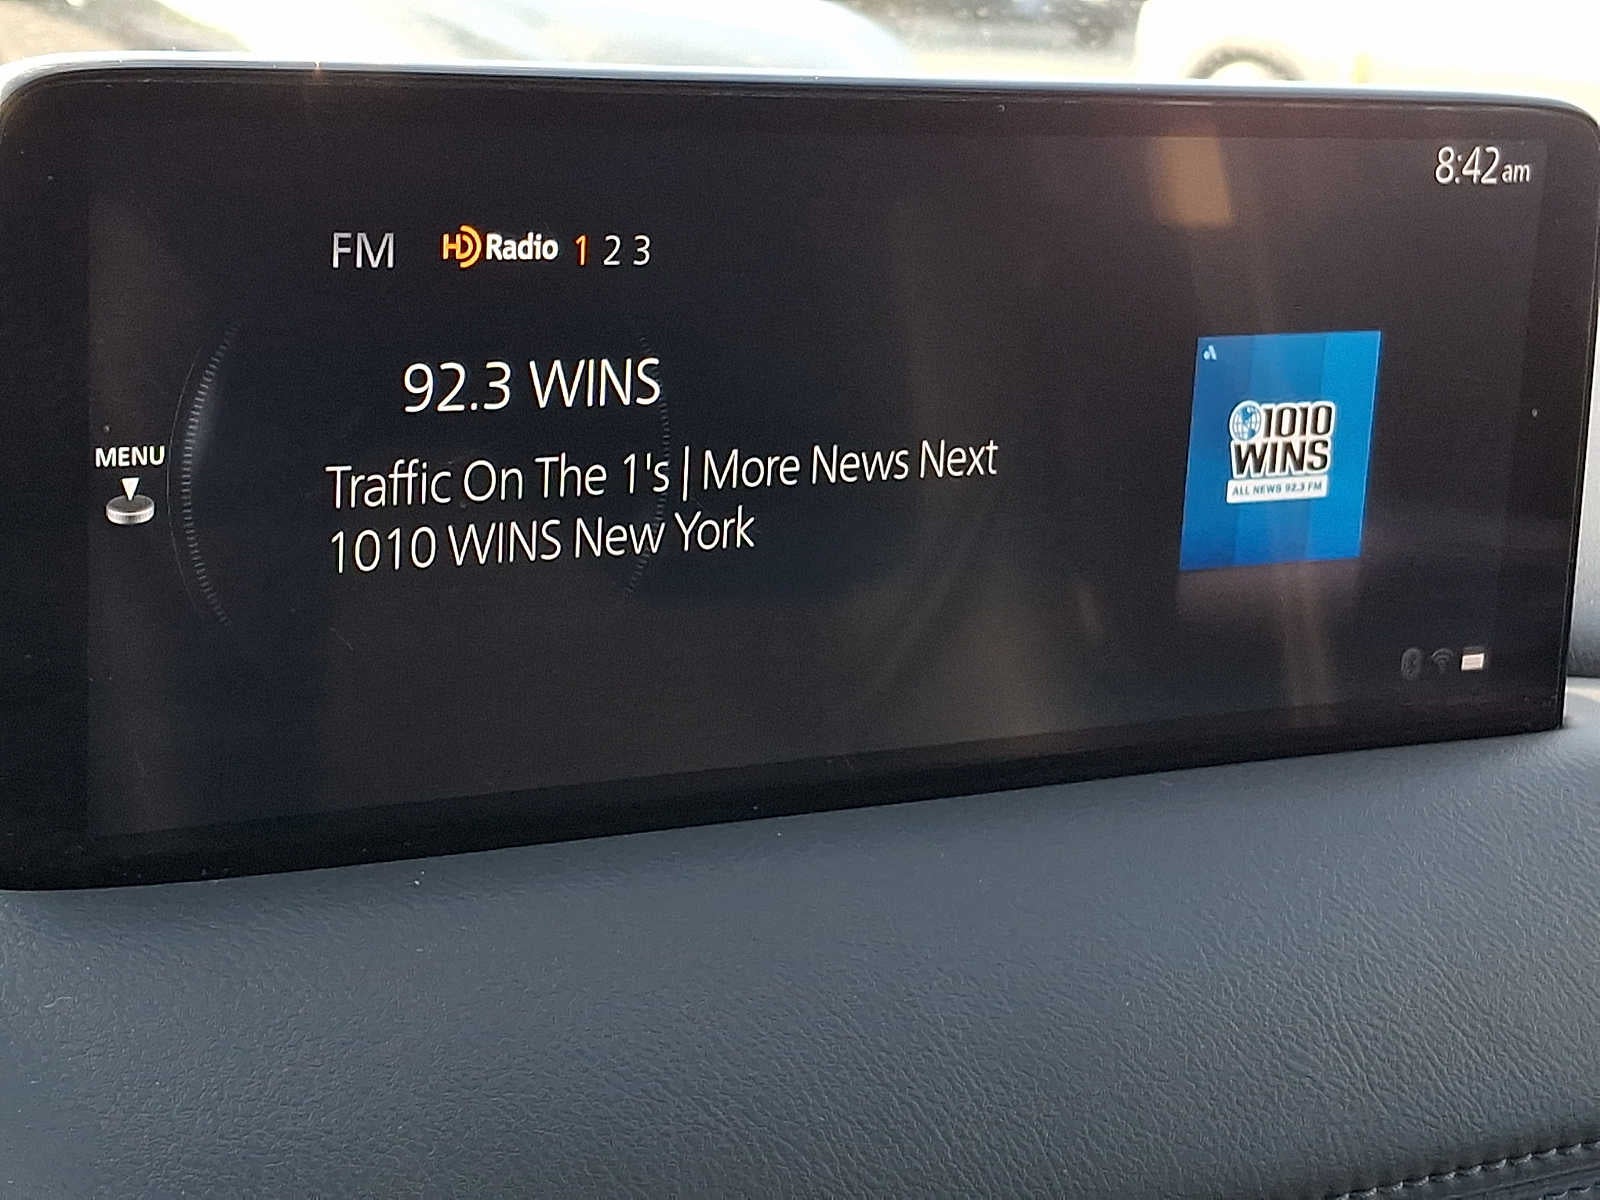 8:42am
FM HD Radio 1 2 3
92.3 WINS
MENU
Traffic On The 1's | More News Next
1010 WINS New York
1010
WINS
ALL NEWS 92.3 FM